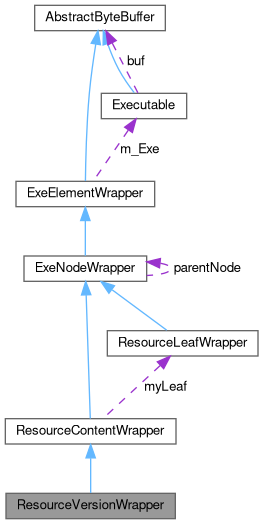 AbstractByteBuffer
buf
Executable
m_Exe
ExeElementWrapper
ExeNodeWrapper
parentNode
ResourceLeafWrapper
myLeaf
ResourceContentWrapper
ResourceVersionWrapper